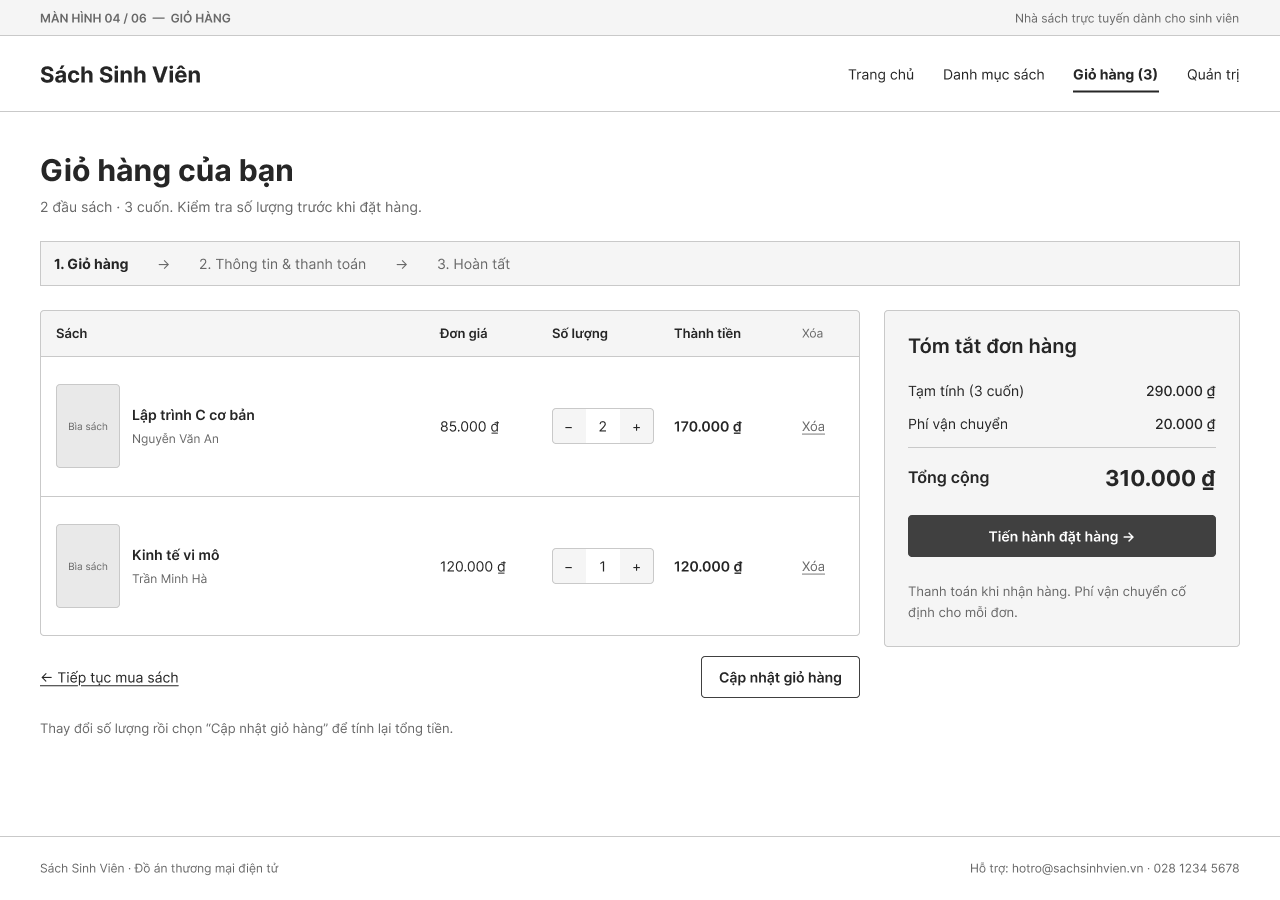 MÀN HÌNH 04 / 06 — GIỎ HÀNG
Nhà sách trực tuyến dành cho sinh viên
Sách Sinh Viên
Trang chủ
Danh mục sách
Giỏ hàng (3)
Quản trị
Giỏ hàng của bạn
2 đầu sách · 3 cuốn. Kiểm tra số lượng trước khi đặt hàng.
1. Giỏ hàng → 2. Thông tin & thanh toán → 3. Hoàn tất
Sách Đơn giá Số lượng Thành tiền Xóa
Bìa sách
Lập trình C cơ bản
Nguyễn Văn An
85.000 ₫ − 2 + 170.000 ₫ Xóa
Bìa sách
Kinh tế vi mô
Trần Minh Hà
120.000 ₫ − 1 + 120.000 ₫ Xóa
← Tiếp tục mua sách
Cập nhật giỏ hàng
Thay đổi số lượng rồi chọn “Cập nhật giỏ hàng” để tính lại tổng tiền.
Tóm tắt đơn hàng
Tạm tính (3 cuốn) 290.000 ₫
Phí vận chuyển 20.000 ₫
Tổng cộng 310.000 ₫
Tiến hành đặt hàng →
Thanh toán khi nhận hàng. Phí vận chuyển cố
định cho mỗi đơn.
Sách Sinh Viên · Đồ án thương mại điện tử
Hỗ trợ: hotro@sachsinhvien.vn · 028 1234 5678